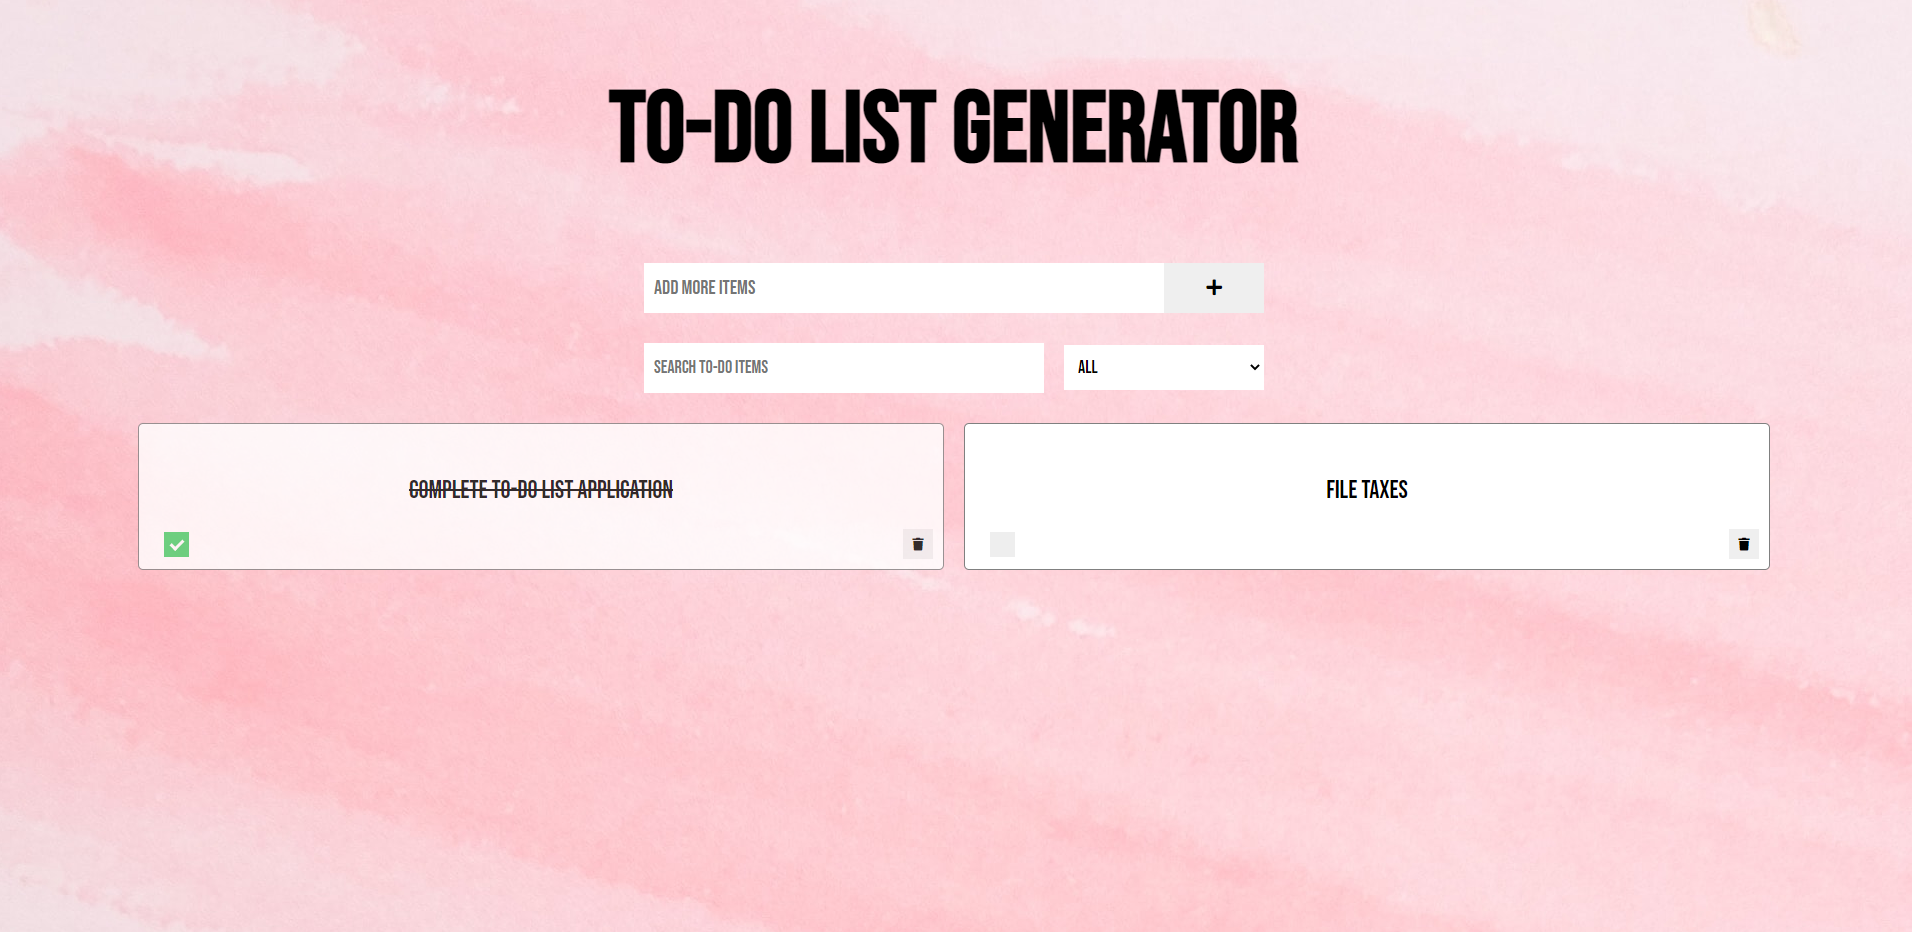 TO-DO LIST GENERATOR
ADD MORE ITEMS
SEARCH TO-DO ITEMS
ALL
COMPLETE TO-DO LIST APPLICATION
FILE TAXES